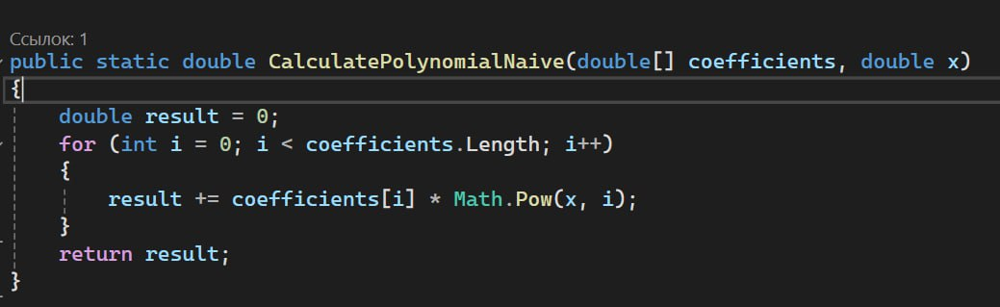 Ссылок: 1
public static double CalculatePolynomialNaive(double[] coefficients, double x)
{
    double result = 0;
    for (int i = 0; i < coefficients.Length; i++)
    {
        result += coefficients[i] * Math.Pow(x, i);
    }
    return result;
}